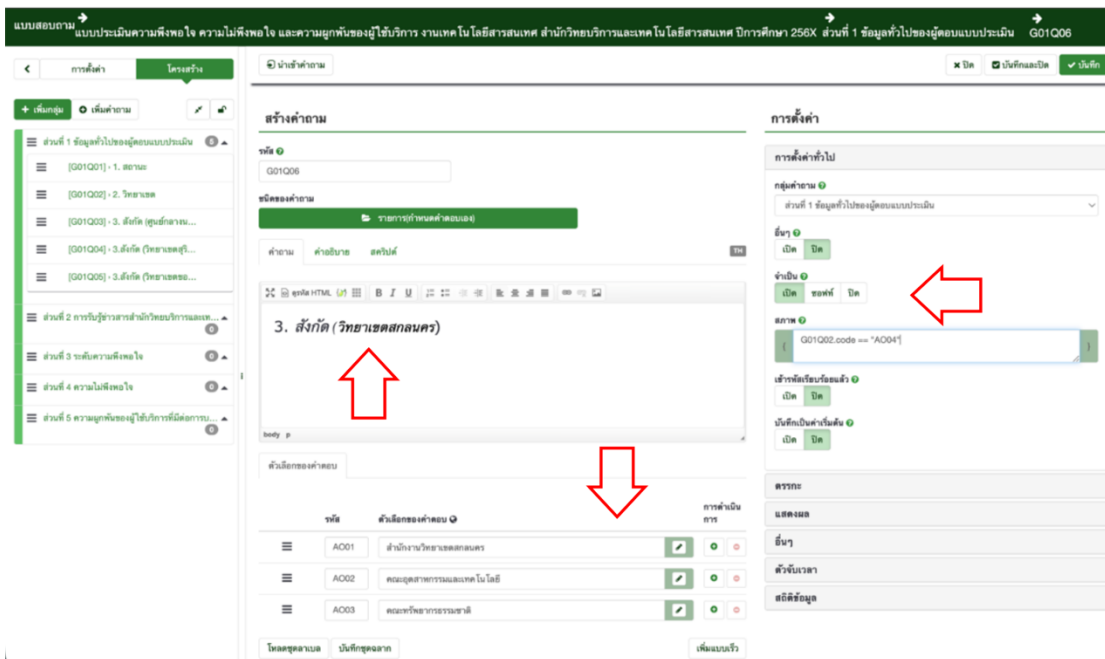 แบบสอบถาม → แบบประเมินความพึงพอใจ ความไม่พึงพอใจ และความผูกพันของผู้ใช้บริการ งานเทคโนโลยีสารสนเทศ สำนักวิทยบริการและเทคโนโลยีสารสนเทศ ปีการศึกษา 256X → ส่วนที่ 1 ข้อมูลทั่วไปของผู้ตอบแบบประเมิน → G01Q06
การตั้งค่า โครงสร้าง
นำเข้าคำถาม
ปิด บันทึกและปิด บันทึก
เพิ่มกลุ่ม เพิ่มคำถาม
ส่วนที่ 1 ข้อมูลทั่วไปของผู้ตอบแบบประเมิน 5
[G01Q01] - 1. สถานะ
[G01Q02] - 2. วิทยาเขต
[G01Q03] - 3. สังกัด (ศูนย์กลางน...
[G01Q04] - 3.สังกัด (วิทยาเขตสุริ...
[G01Q05] - 3.สังกัด (วิทยาเขตขอ...
ส่วนที่ 2 การรับรู้ข่าวสารสำนักวิทยบริการและเท... 0
ส่วนที่ 3 ระดับความพึงพอใจ 0
ส่วนที่ 4 ความไม่พึงพอใจ 0
ส่วนที่ 5 ความผูกพันของผู้ใช้บริการที่มีต่อการบ... 0
สร้างคำถาม
รหัส
G01Q06
ชนิดของคำถาม
รายการ(กำหนดคำตอบเอง)
คำถาม คำอธิบาย สคริปต์ TH
ดูรหัส HTML B I U
3. สังกัด (วิทยาเขตสกลนคร)
body p
ตัวเลือกของคำตอบ
รหัส ตัวเลือกของคำตอบ การดำเนินการ
AO01 สำนักงานวิทยาเขตสกลนคร
AO02 คณะอุตสาหกรรมและเทคโนโลยี
AO03 คณะทรัพยากรธรรมชาติ
โหลดชุดลาเบล บันทึกชุดฉลาก เพิ่มแบบเร็ว
การตั้งค่า
การตั้งค่าทั่วไป
กลุ่มคำถาม
ส่วนที่ 1 ข้อมูลทั่วไปของผู้ตอบแบบประเมิน
อื่นๆ
เปิด ปิด
จำเป็น
เปิด ซอฟท์ ปิด
สภาพ
{ G01Q02.code == "AO04" }
เข้ารหัสเรียบร้อยแล้ว
เปิด ปิด
บันทึกเป็นค่าเริ่มต้น
เปิด ปิด
ตรรกะ
แสดงผล
อื่นๆ
ตัวจับเวลา
สถิติข้อมูล